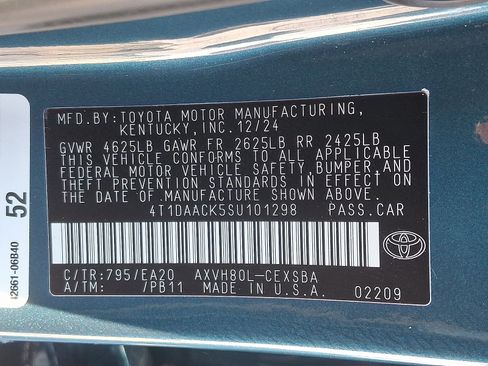 MFD.BY:TOYOTA MOTOR MANUFACTURING,
KENTUCKY, INC.12/24
GVWR 4625LB GAWR FR 2625LB RR 2425LB
THIS VEHICLE CONFORMS TO ALL APPLICABLE
FEDERAL MOTOR VEHICLE SAFETY, BUMPER, AND
THEFT PREVENTION STANDARDS IN EFFECT ON
THE DATE OF MANUFACTURE SHOWN ABOVE.
4T1DAACK5SU101298 PASS.CAR
C/TR:795/EA20 AXVH80L-CEXSBA
A/TM: /PB11 MADE IN U.S.A. 02209
52
12661-06B40